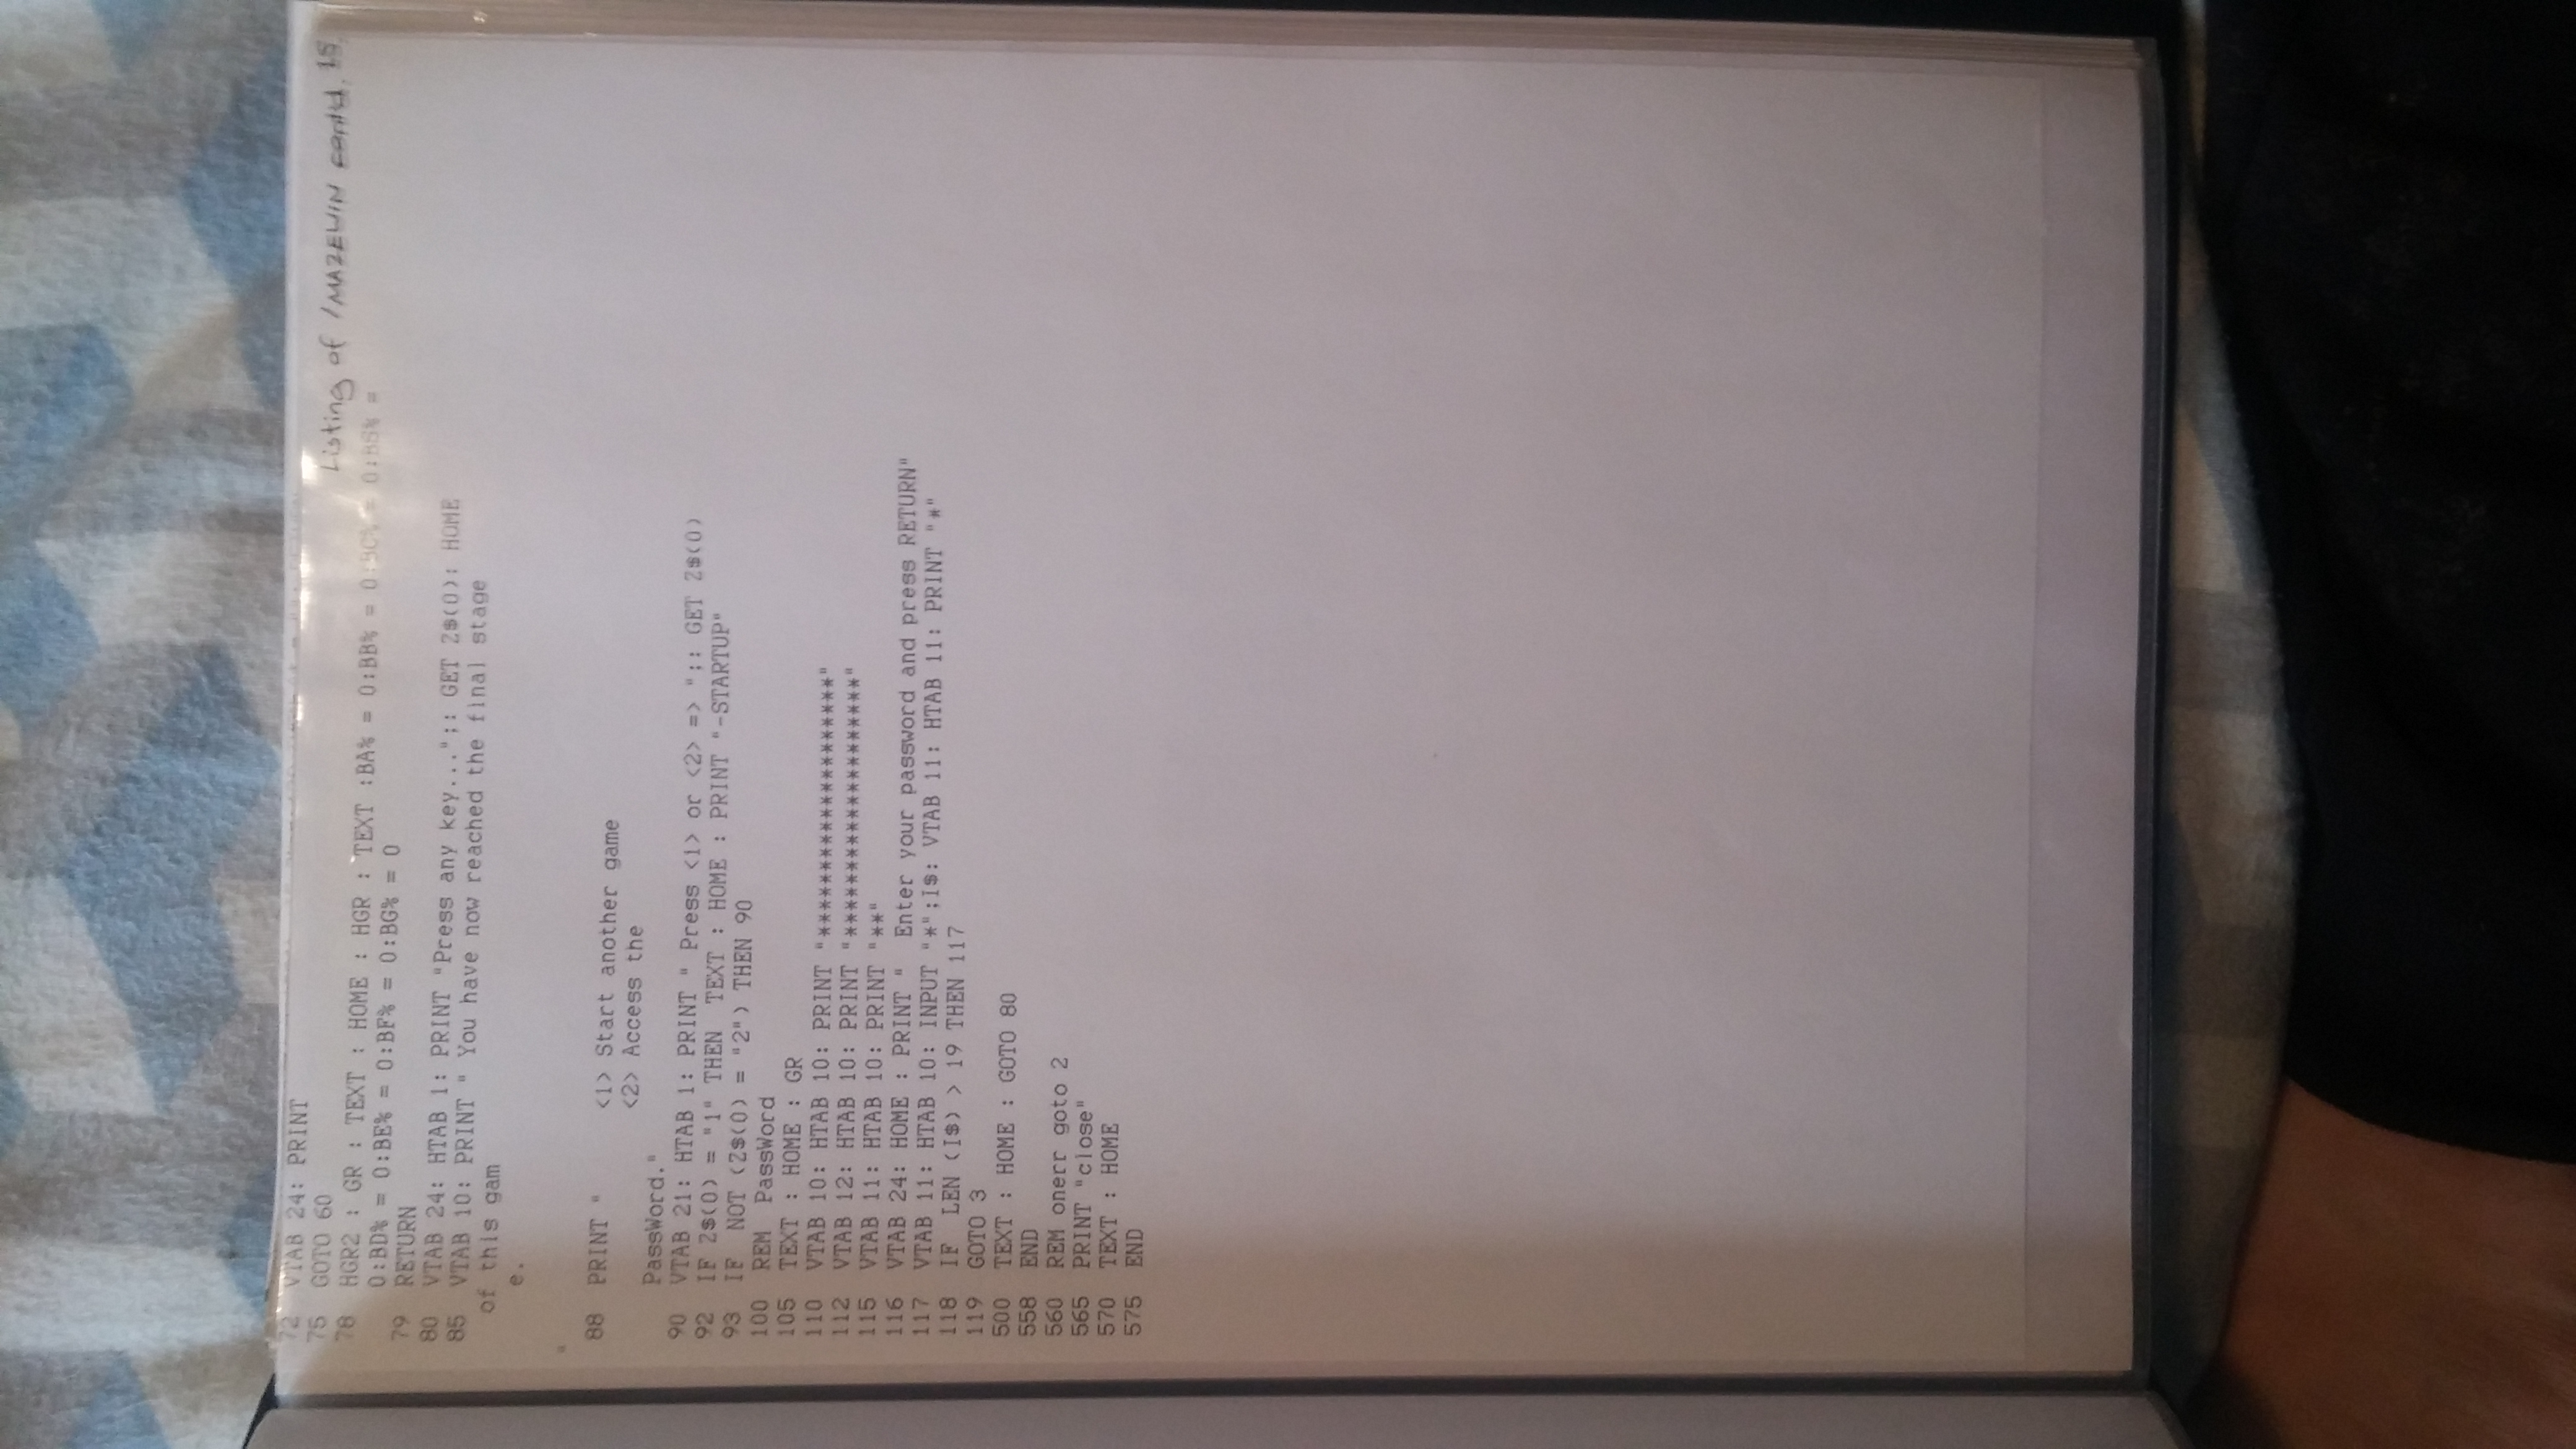 Listing of /MAZEWIN
72 VTAB 24: PRINT
75 GOTO 60
78 HGR2 : GR : TEXT : HOME : HGR : TEXT :BA% = 0:BB% = 0:BC% = 0:BS% =
0:BD% = 0:BE% = 0:BF% = 0:BG% = 0
79 RETURN
80 VTAB 24: HTAB 1: PRINT "Press any key...";: GET Z$(0): HOME
85 VTAB 10: PRINT " You have now reached the final stage
of this gam
e.
"
88 PRINT " <1> Start another game
<2> Access the
PassWord."
90 VTAB 21: HTAB 1: PRINT " Press <1> or <2> => ";: GET Z$(0)
92 IF Z$(0) = "1" THEN TEXT : HOME : PRINT "-STARTUP"
93 IF NOT (Z$(0) = "2") THEN 90
100 REM PassWord
105 TEXT : HOME : GR
110 VTAB 10: HTAB 10: PRINT "*********************"
112 VTAB 12: HTAB 10: PRINT "*********************"
115 VTAB 11: HTAB 10: PRINT "**"
116 VTAB 24: HOME : PRINT " Enter your password and press RETURN"
117 VTAB 11: HTAB 10: INPUT "*";I$: VTAB 11: HTAB 11: PRINT "*"
118 IF LEN (I$) > 19 THEN 117
119 GOTO 3
500 TEXT : HOME : GOTO 80
558 END
560 REM onerr goto 2
565 PRINT "close"
570 TEXT : HOME
575 END